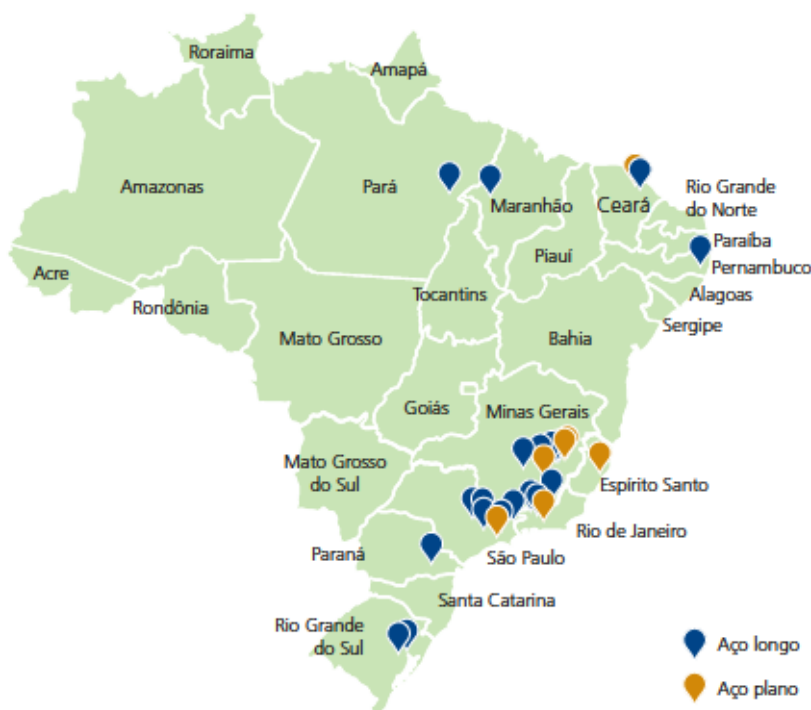 Roraima
Amapá
Amazonas
Pará
Maranhão
Ceará
Rio Grande
do Norte
Paraíba
Pernambuco
Piauí
Acre
Rondônia
Tocantins
Alagoas
Sergipe
Mato Grosso
Bahia
Goiás
Minas Gerais
Mato Grosso
do Sul
Espírito Santo
Rio de Janeiro
Paraná
São Paulo
Santa Catarina
Rio Grande
do Sul
Aço longo
Aço plano